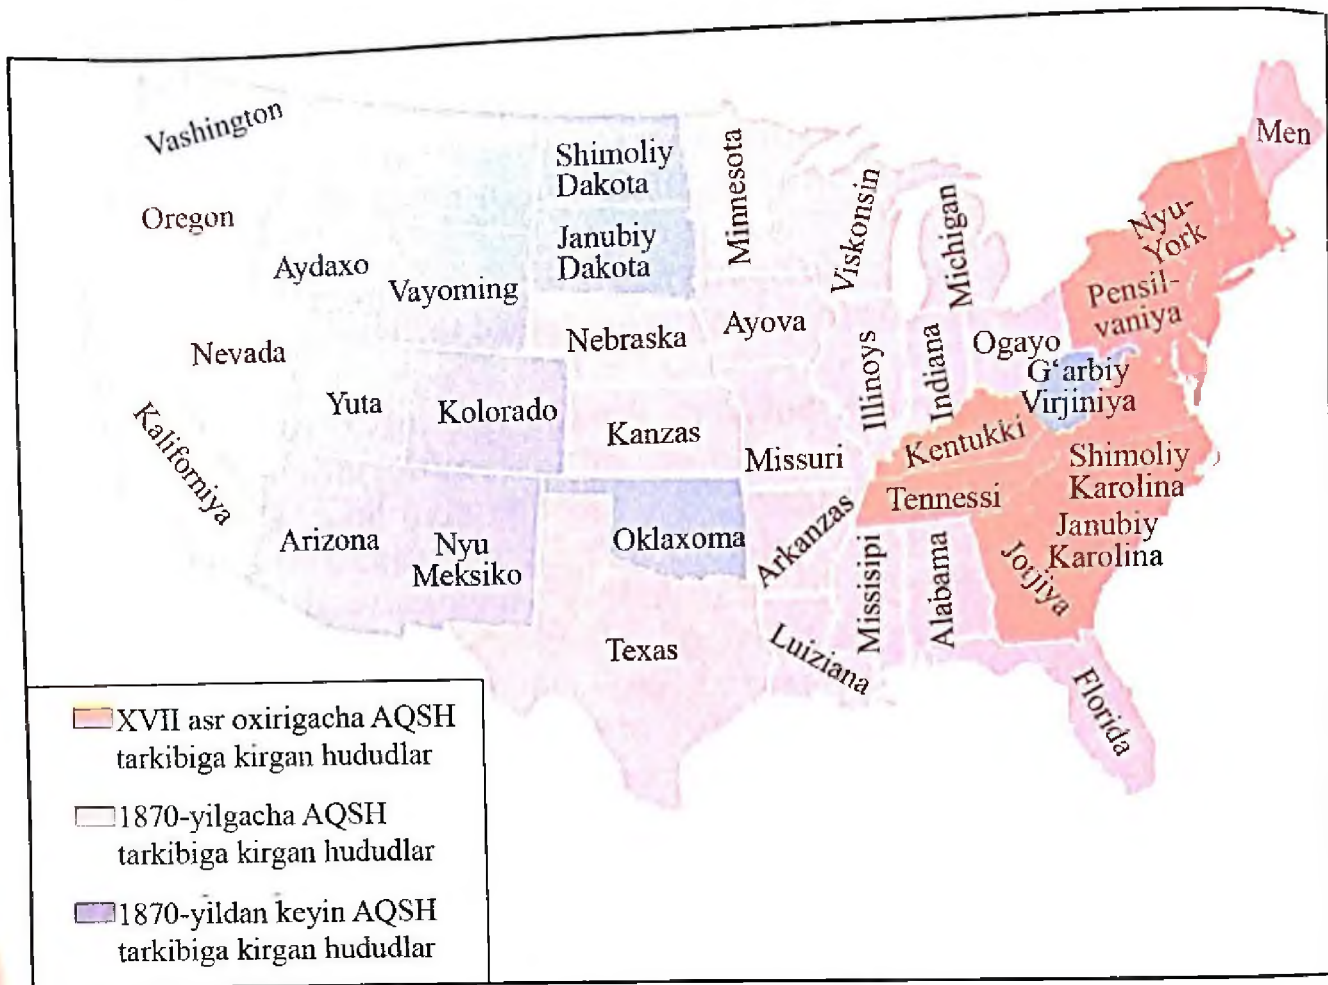 Vashington
Oregon
Aydaxo
Vayoming
Nevada
Yuta
Kaliforniya
Kolorado
Arizona
Nyu
Meksiko
Shimoliy
Dakota
Janubiy
Dakota
Nebraska
Kanzas
Oklaxoma
Texas
Minnesota
Ayova
Missuri
Arkanzas
Luiziana
Viskonsin
Illinoys
Missisipi
Michigan
Indiana
Alabama
Ogayo
G‘arbiy
Virjiniya
Kentukki
Tennessi
Men
Nyu-
York
Pensil-
vaniya
Shimoliy
Karolina
Janubiy
Karolina
Jorjiya
Florida
XVII asr oxirigacha AQSH
tarkibiga kirgan hududlar
1870-yilgacha AQSH
tarkibiga kirgan hududlar
1870-yildan keyin AQSH
tarkibiga kirgan hududlar